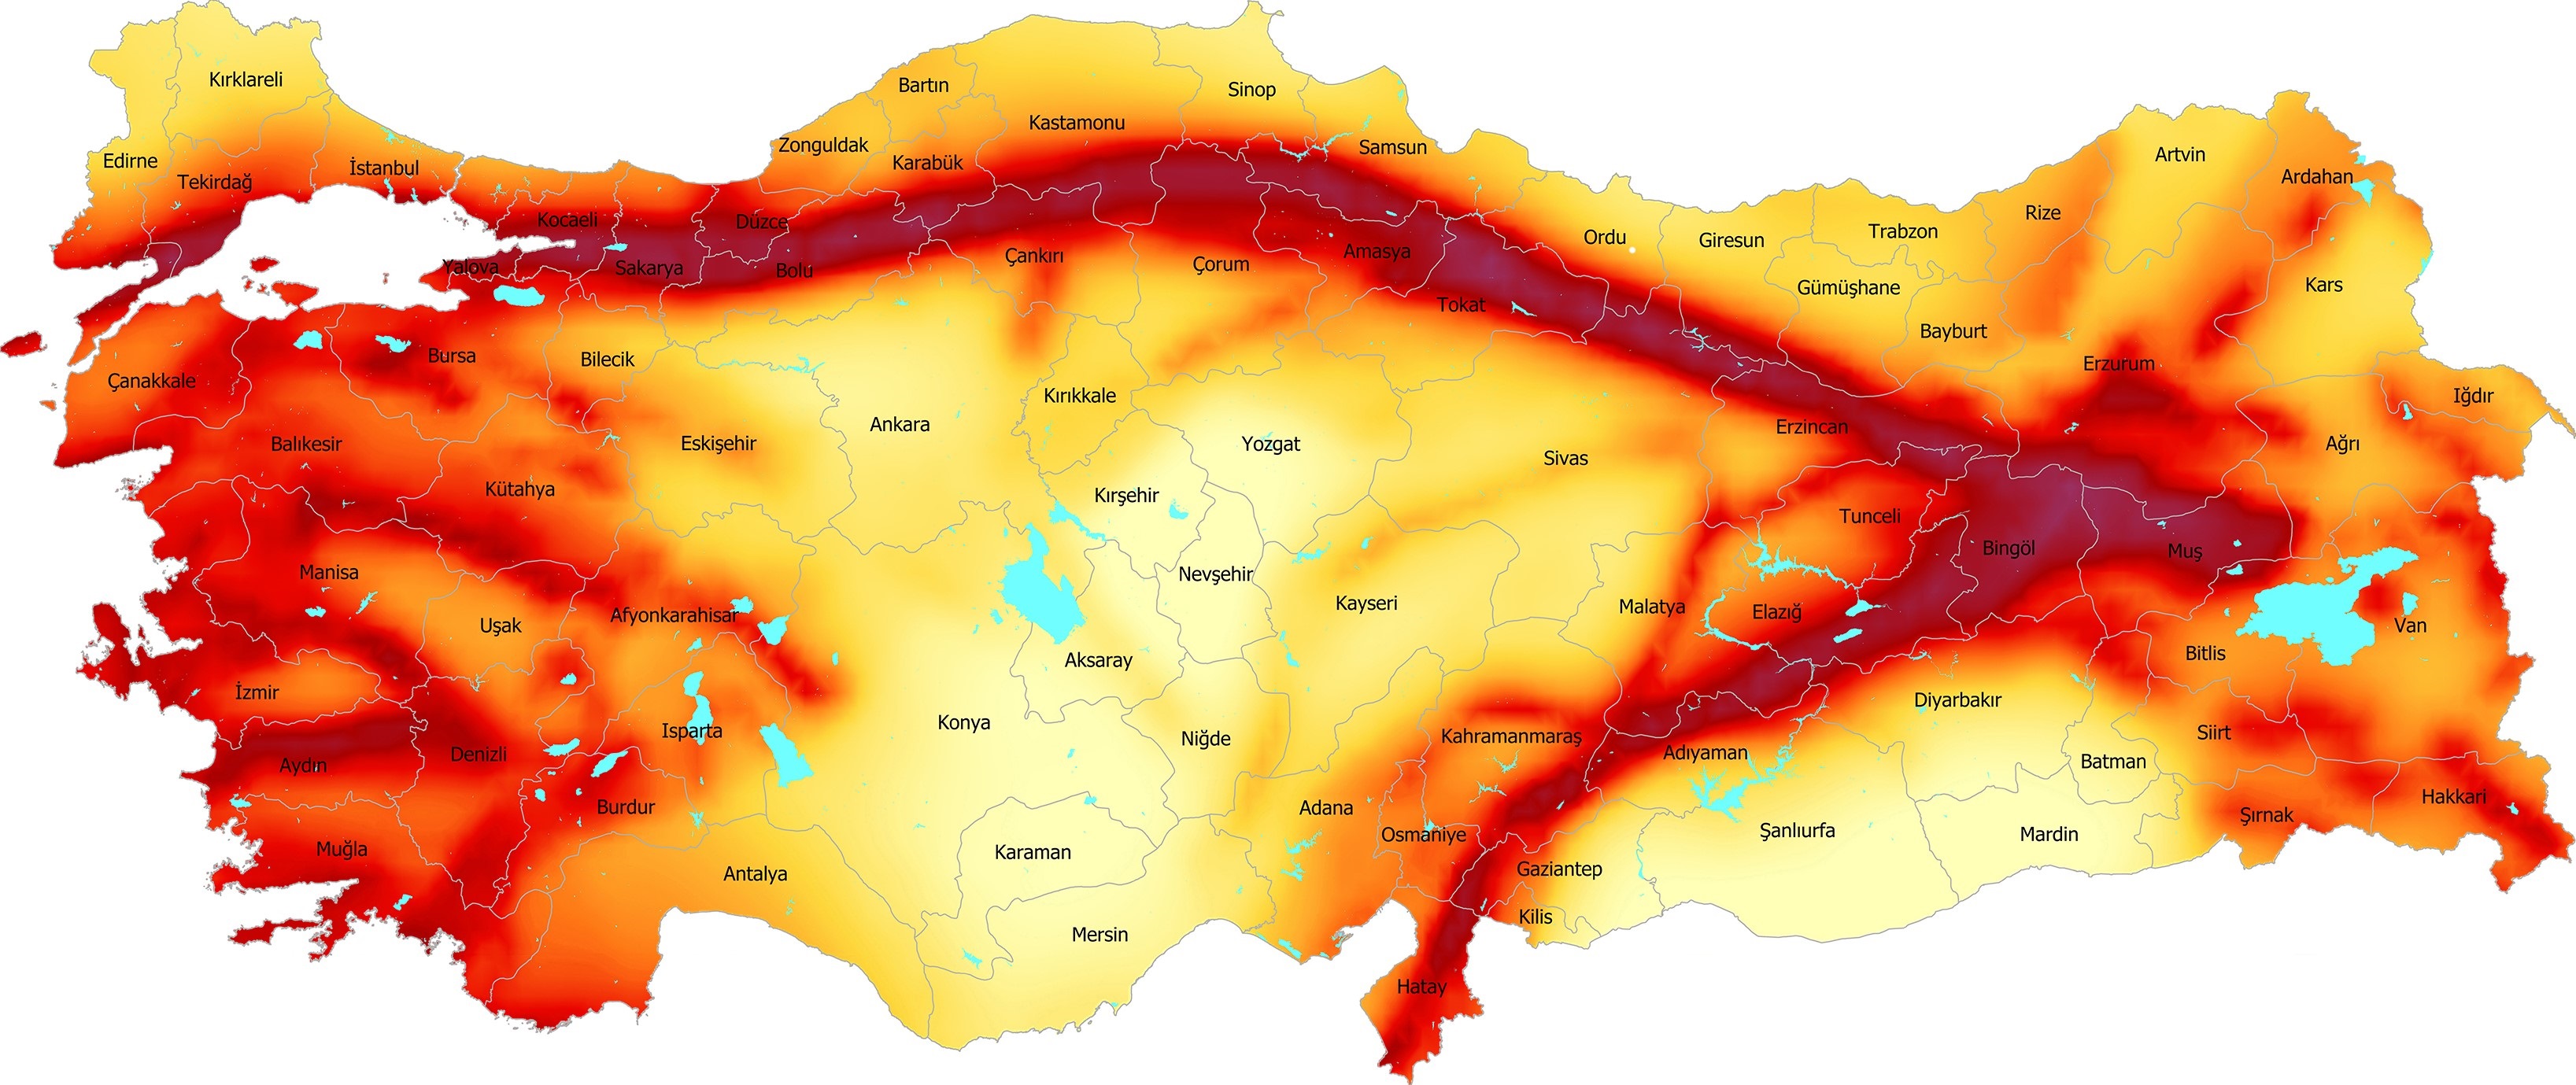 Kırklareli
Edirne
Tekirdağ
İstanbul
Kocaeli
Yalova
Sakarya
Düzce
Bolu
Zonguldak
Bartın
Karabük
Kastamonu
Sinop
Samsun
Çankırı
Çorum
Amasya
Tokat
Ordu
Giresun
Trabzon
Gümüşhane
Bayburt
Rize
Artvin
Ardahan
Kars
Erzurum
Iğdır
Ağrı
Çanakkale
Bursa
Bilecik
Balıkesir
Kütahya
Eskişehir
Ankara
Kırıkkale
Kırşehir
Yozgat
Sivas
Erzincan
Tunceli
Bingöl
Muş
Manisa
Uşak
Afyonkarahisar
Nevşehir
Kayseri
Malatya
Elazığ
Bitlis
Van
İzmir
Aydın
Denizli
Isparta
Konya
Aksaray
Niğde
Kahramanmaraş
Adıyaman
Diyarbakır
Batman
Siirt
Şırnak
Hakkari
Muğla
Burdur
Antalya
Karaman
Mersin
Adana
Osmaniye
Gaziantep
Kilis
Şanlıurfa
Mardin
Hatay